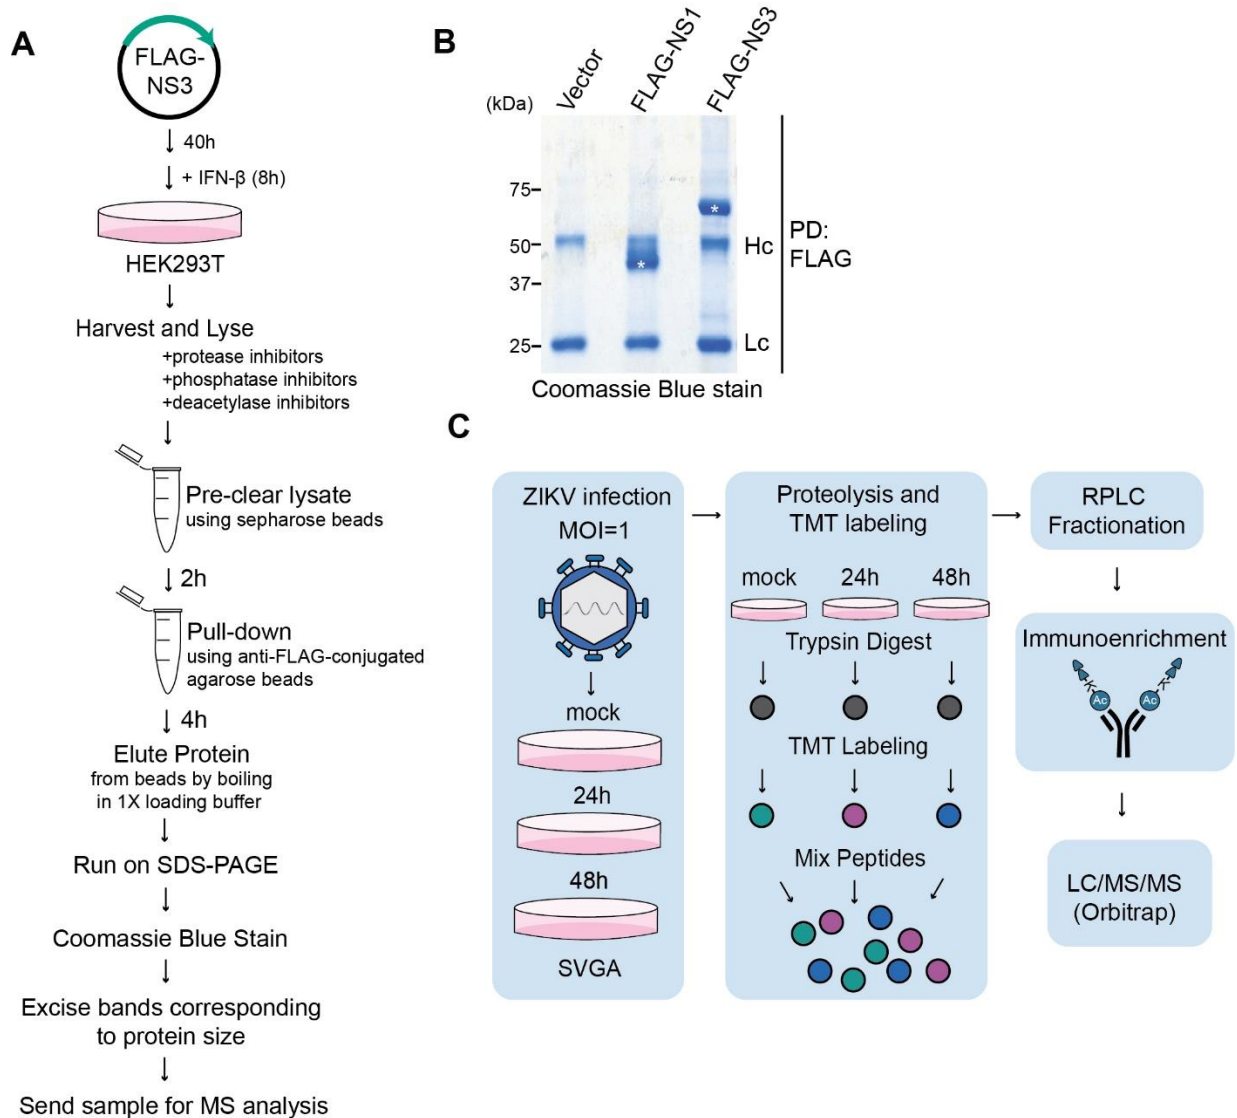 A
FLAG-
NS3
40h
+ IFN-β (8h)
HEK293T
Harvest and Lyse
+protease inhibitors
+phosphatase inhibitors
+deacetylase inhibitors
Pre-clear lysate
using sepharose beads
2h
Pull-down
using anti-FLAG-conjugated
agarose beads
4h
Elute Protein
from beads by boiling
in 1X loading buffer
Run on SDS-PAGE
Coomassie Blue Stain
Excise bands corresponding
to protein size
Send sample for MS analysis
B
(kDa)
Vector
FLAG-NS1
FLAG-NS3
75
50
37
25
*
*
Hc
Lc
PD:
FLAG
Coomassie Blue stain
C
ZIKV infection
MOI=1
mock
24h
48h
SVGA
Proteolysis and
TMT labeling
mock 24h 48h
Trypsin Digest
TMT Labeling
Mix Peptides
RPLC
Fractionation
Immunoenrichment
K K
Ac Ac
LC/MS/MS
(Orbitrap)